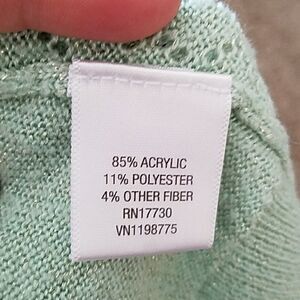 85% ACRYLIC
11% POLYESTER
4% OTHER FIBER
RN17730
VN1198775